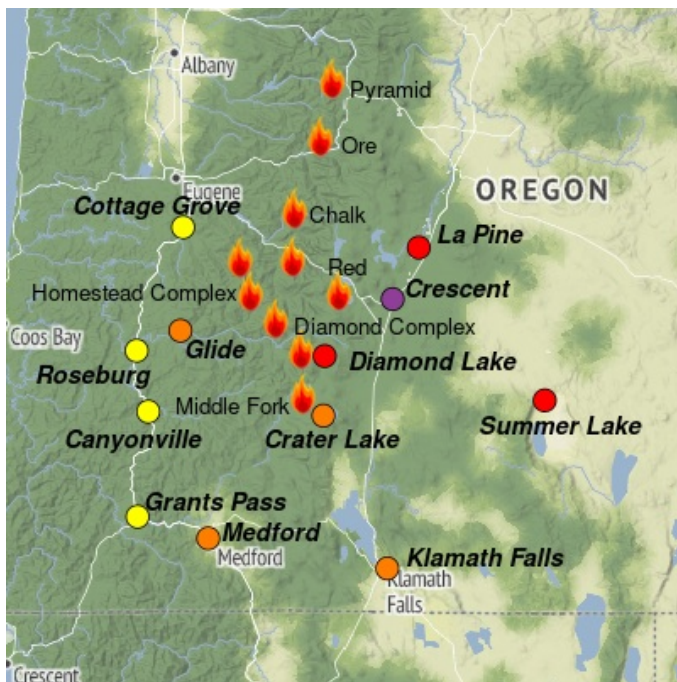 Albany
Pyramid
Ore
Eugene
OREGON
Cottage Grove
Chalk
La Pine
Red
Crescent
Homestead Complex
Diamond Complex
Coos Bay
Glide
Diamond Lake
Roseburg
Middle Fork
Canyonville
Crater Lake
Summer Lake
Grants Pass
Medford
Medford
Klamath Falls
Klamath
Falls
Crescent